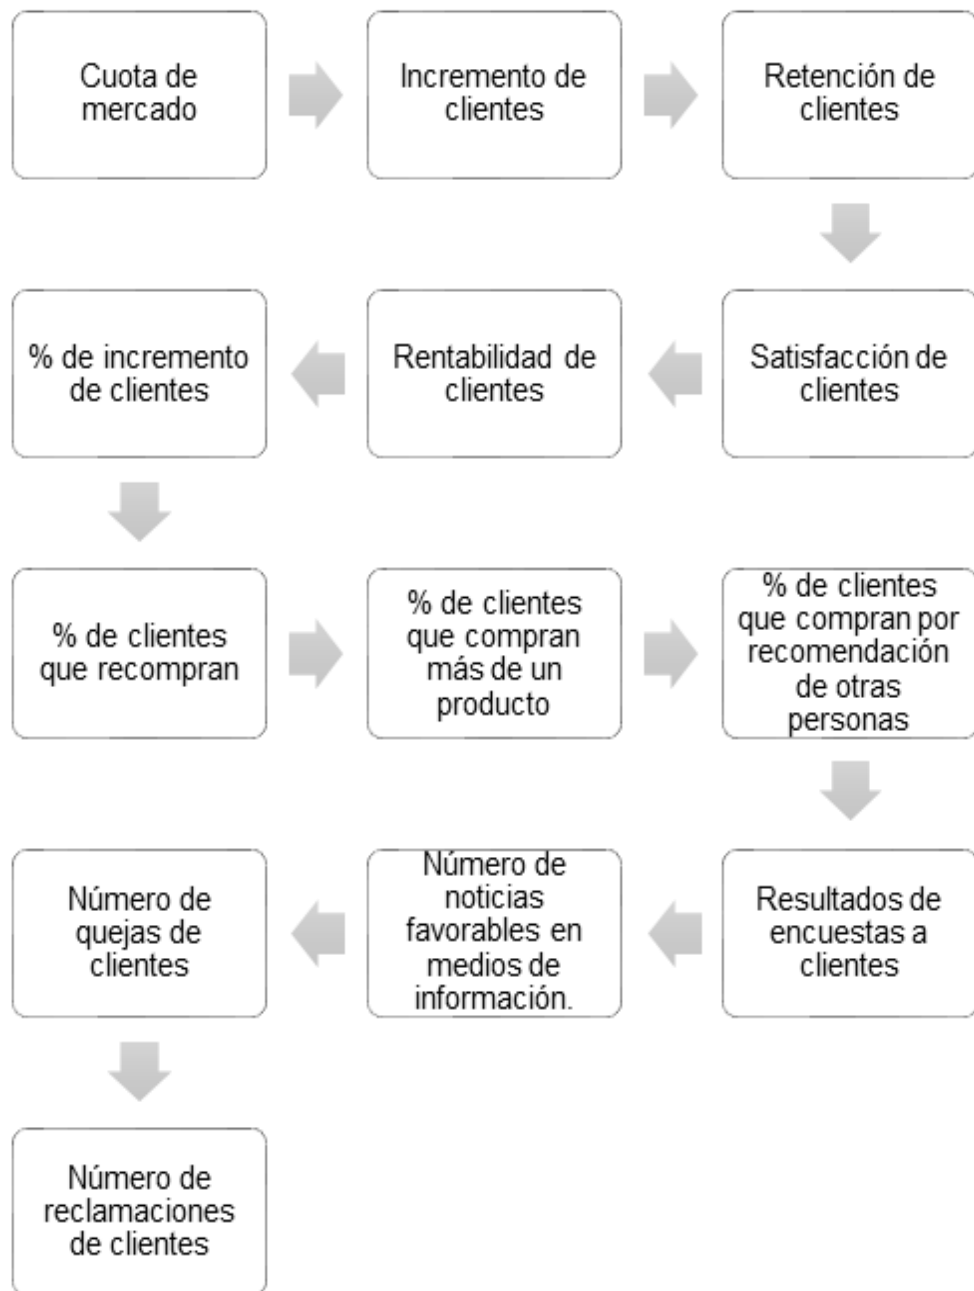 Cuota de
mercado
Incremento de
clientes
Retención de
clientes
Satisfacción de
clientes
Rentabilidad de
clientes
% de incremento
de clientes
% de clientes
que recompran
% de clientes
que compran
más de un
producto
% de clientes
que compran por
recomendación
de otras
personas
Resultados de
encuestas a
clientes
Número de
noticias
favorables en
medios de
información.
Número de
quejas de
clientes
Número de
reclamaciones
de clientes